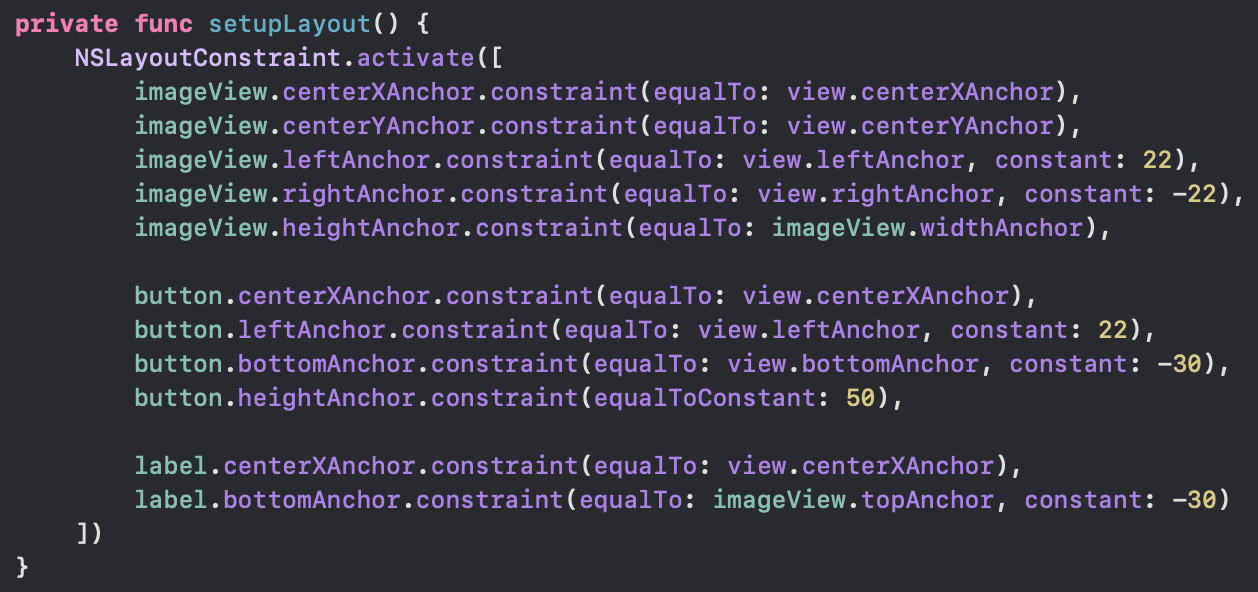 private func setupLayout() {
    NSLayoutConstraint.activate([
        imageView.centerXAnchor.constraint(equalTo: view.centerXAnchor),
        imageView.centerYAnchor.constraint(equalTo: view.centerYAnchor),
        imageView.leftAnchor.constraint(equalTo: view.leftAnchor, constant: 22),
        imageView.rightAnchor.constraint(equalTo: view.rightAnchor, constant: -22),
        imageView.heightAnchor.constraint(equalTo: imageView.widthAnchor),

        button.centerXAnchor.constraint(equalTo: view.centerXAnchor),
        button.leftAnchor.constraint(equalTo: view.leftAnchor, constant: 22),
        button.bottomAnchor.constraint(equalTo: view.bottomAnchor, constant: -30),
        button.heightAnchor.constraint(equalToConstant: 50),

        label.centerXAnchor.constraint(equalTo: view.centerXAnchor),
        label.bottomAnchor.constraint(equalTo: imageView.topAnchor, constant: -30)
    ])
}